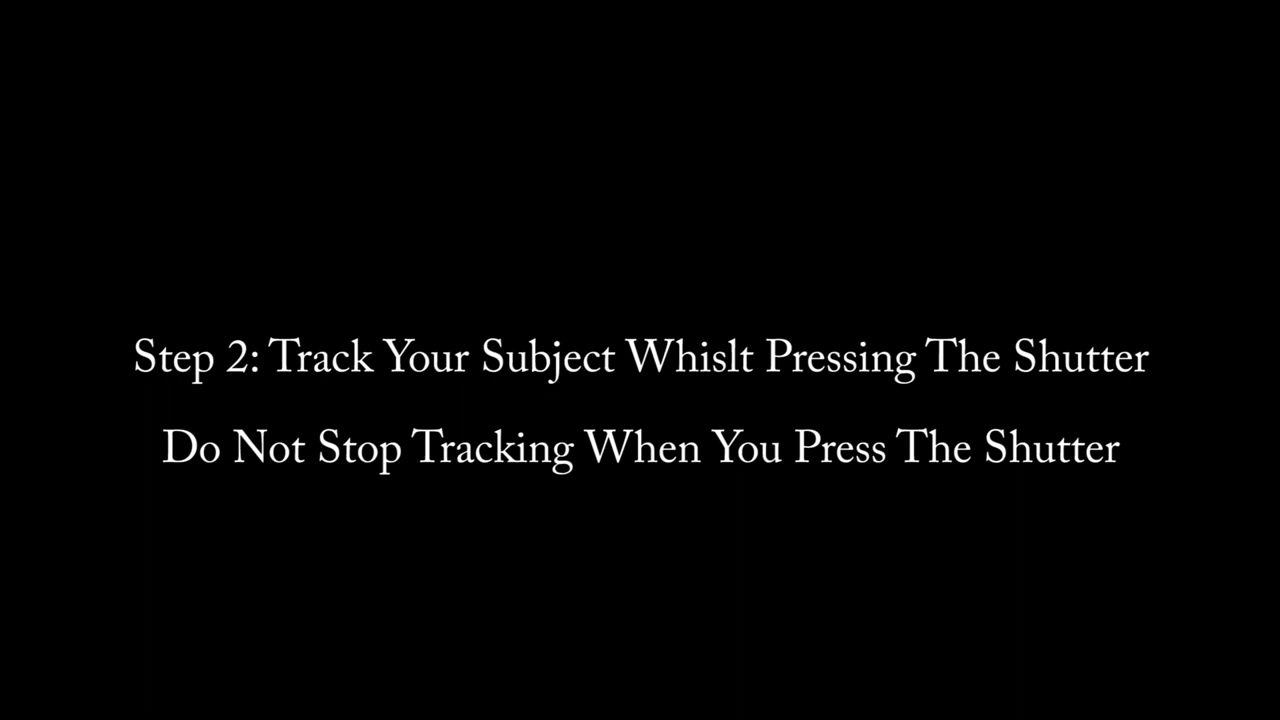 Step 2: Track Your Subject Whislt Pressing The Shutter
Do Not Stop Tracking When You Press The Shutter